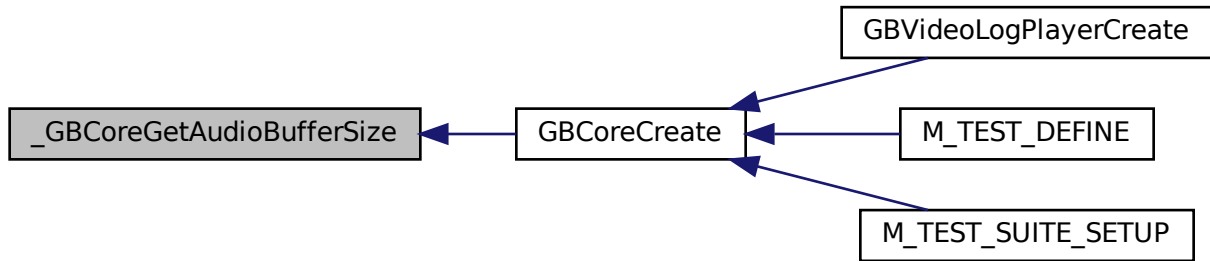 GBVideoLogPlayerCreate
_GBCoreGetAudioBufferSize
GBCoreCreate
M_TEST_DEFINE
M_TEST_SUITE_SETUP